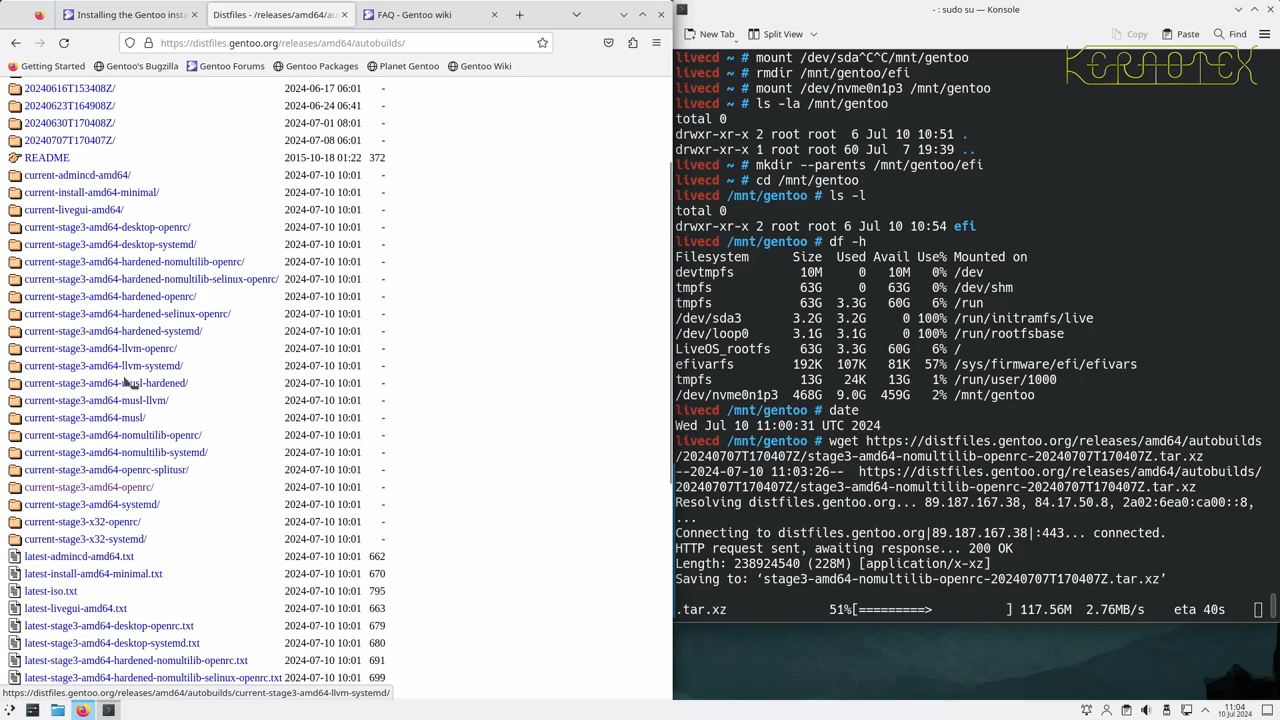 Installing the Gentoo insta
Distfiles - /releases/amd64/au
FAQ - Gentoo wiki
https://distfiles.gentoo.org/releases/amd64/autobuilds/
Getting Started
Gentoo's Bugzilla
Gentoo Forums
Gentoo Packages
Planet Gentoo
Gentoo Wiki
20240616T153408Z/ 2024-06-17 06:01 -
20240623T164908Z/ 2024-06-24 06:41 -
20240630T170408Z/ 2024-07-01 08:01 -
20240707T170407Z/ 2024-07-08 06:01 -
README 2015-10-18 01:22 372
current-admincd-amd64/ 2024-07-10 10:01 -
current-install-amd64-minimal/ 2024-07-10 10:01 -
current-livegui-amd64/ 2024-07-10 10:01 -
current-stage3-amd64-desktop-openrc/ 2024-07-10 10:01 -
current-stage3-amd64-desktop-systemd/ 2024-07-10 10:01 -
current-stage3-amd64-hardened-nomultilib-openrc/ 2024-07-10 10:01 -
current-stage3-amd64-hardened-nomultilib-selinux-openrc/ 2024-07-10 10:01 -
current-stage3-amd64-hardened-openrc/ 2024-07-10 10:01 -
current-stage3-amd64-hardened-selinux-openrc/ 2024-07-10 10:01 -
current-stage3-amd64-hardened-systemd/ 2024-07-10 10:01 -
current-stage3-amd64-llvm-openrc/ 2024-07-10 10:01 -
current-stage3-amd64-llvm-systemd/ 2024-07-10 10:01 -
current-stage3-amd64-musl-hardened/ 2024-07-10 10:01 -
current-stage3-amd64-musl-llvm/ 2024-07-10 10:01 -
current-stage3-amd64-musl/ 2024-07-10 10:01 -
current-stage3-amd64-nomultilib-openrc/ 2024-07-10 10:01 -
current-stage3-amd64-nomultilib-systemd/ 2024-07-10 10:01 -
current-stage3-amd64-openrc-splitusr/ 2024-07-10 10:01 -
current-stage3-amd64-openrc/ 2024-07-10 10:01 -
current-stage3-amd64-systemd/ 2024-07-10 10:01 -
current-stage3-x32-openrc/ 2024-07-10 10:01 -
current-stage3-x32-systemd/ 2024-07-10 10:01 -
latest-admincd-amd64.txt 2024-07-10 10:01 662
latest-install-amd64-minimal.txt 2024-07-10 10:01 670
latest-iso.txt 2024-07-10 10:01 795
latest-livegui-amd64.txt 2024-07-10 10:01 663
latest-stage3-amd64-desktop-openrc.txt 2024-07-10 10:01 679
latest-stage3-amd64-desktop-systemd.txt 2024-07-10 10:01 680
latest-stage3-amd64-hardened-nomultilib-openrc.txt 2024-07-10 10:01 691
latest-stage3-amd64-hardened-nomultilib-selinux-openrc.txt 2024-07-10 10:01 699
https://distfiles.gentoo.org/releases/amd64/autobuilds/current-stage3-amd64-llvm-systemd/
- : sudo su — Konsole
New Tab
Split View
Copy
Paste
Find
livecd ~ # mount /dev/sda^C^C/mnt/gentoo
livecd ~ # rmdir /mnt/gentoo/efi
livecd ~ # mount /dev/nvme0n1p3 /mnt/gentoo
livecd ~ # ls -la /mnt/gentoo
total 0
drwxr-xr-x 2 root root 6 Jul 10 10:51 .
drwxr-xr-x 1 root root 60 Jul 7 19:39 ..
livecd ~ # mkdir --parents /mnt/gentoo/efi
livecd ~ # cd /mnt/gentoo
livecd /mnt/gentoo # ls -l
total 0
drwxr-xr-x 2 root root 6 Jul 10 10:54 efi
livecd /mnt/gentoo # df -h
Filesystem Size Used Avail Use% Mounted on
devtmpfs 10M 0 10M 0% /dev
tmpfs 63G 0 63G 0% /dev/shm
tmpfs 63G 3.3G 60G 6% /run
/dev/sda3 3.2G 3.2G 0 100% /run/initramfs/live
/dev/loop0 3.1G 3.1G 0 100% /run/rootfsbase
LiveOS_rootfs 63G 3.3G 60G 6% /
efivarfs 192K 107K 81K 57% /sys/firmware/efi/efivars
tmpfs 13G 24K 13G 1% /run/user/1000
/dev/nvme0n1p3 468G 9.0G 459G 2% /mnt/gentoo
livecd /mnt/gentoo # date
Wed Jul 10 11:00:31 UTC 2024
livecd /mnt/gentoo # wget https://distfiles.gentoo.org/releases/amd64/autobuilds
/20240707T170407Z/stage3-amd64-nomultilib-openrc-20240707T170407Z.tar.xz
--2024-07-10 11:03:26-- https://distfiles.gentoo.org/releases/amd64/autobuilds/
20240707T170407Z/stage3-amd64-nomultilib-openrc-20240707T170407Z.tar.xz
Resolving distfiles.gentoo.org... 89.187.167.38, 84.17.50.8, 2a02:6ea0:ca00::8,
...
Connecting to distfiles.gentoo.org|89.187.167.38|:443... connected.
HTTP request sent, awaiting response... 200 OK
Length: 238924540 (228M) [application/x-xz]
Saving to: ‘stage3-amd64-nomultilib-openrc-20240707T170407Z.tar.xz’
.tar.xz 51%[=========> ] 117.56M 2.76MB/s eta 40s
11:04
10 Jul 2024